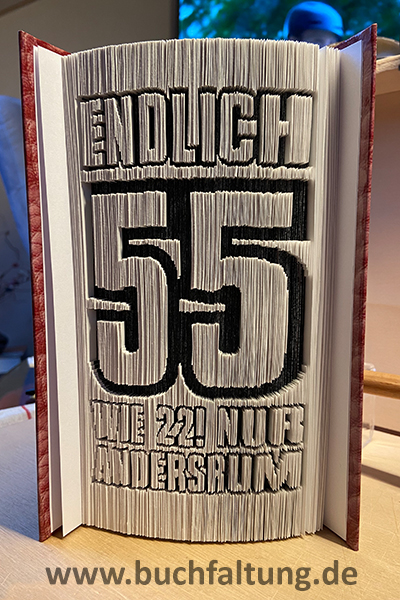 ENDLICH
55
WIE 22! NUR
ANDERSRUM
www.buchfaltung.de